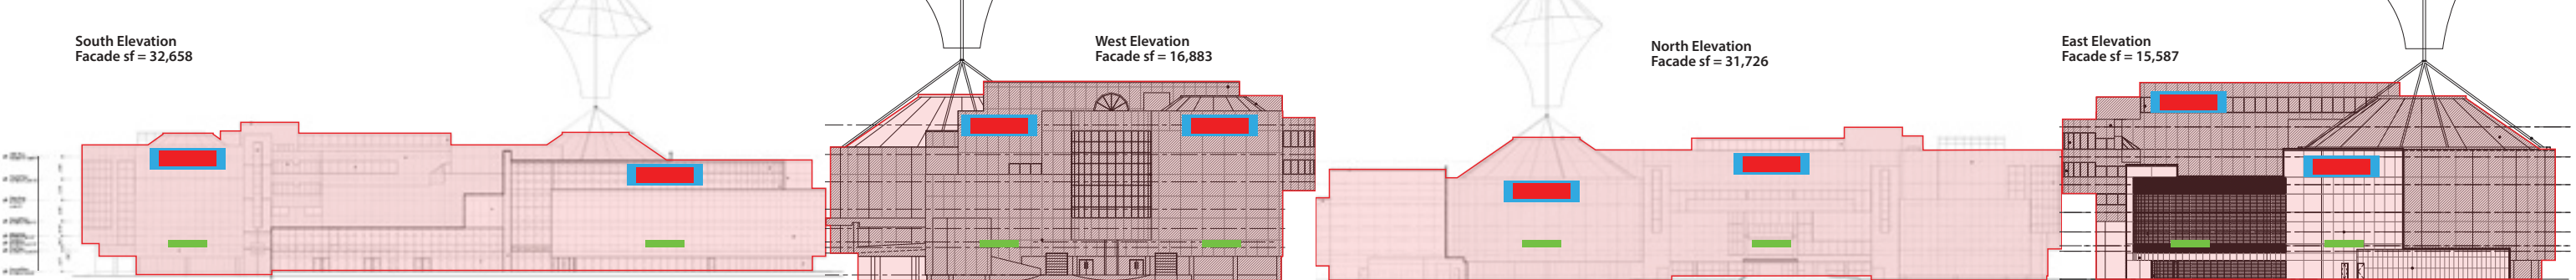 South Elevation
Facade sf = 32,658
West Elevation
Facade sf = 16,883
North Elevation
Facade sf = 31,726
East Elevation
Facade sf = 15,587